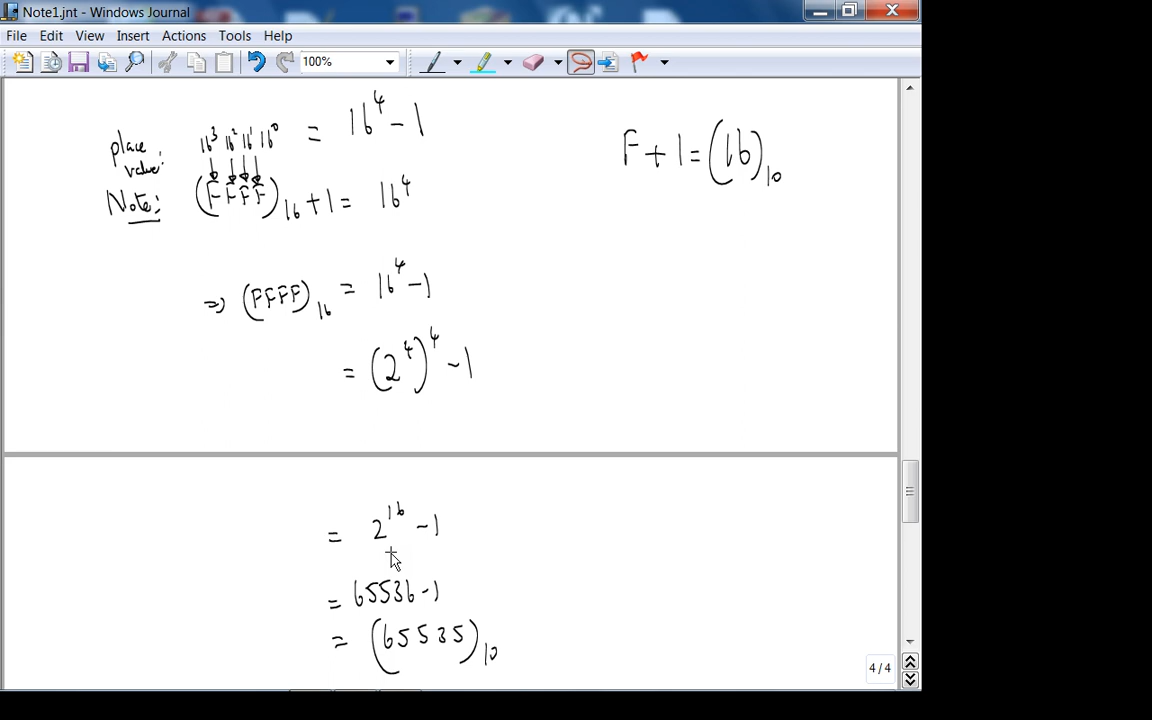 Note1.jnt - Windows Journal
File Edit View Insert Actions Tools Help
100%
place value: 16³ 16² 16¹ 16⁰ = 16⁴ - 1
F + 1 = (16)₁₀
Note: (FFFF)₁₆ + 1 = 16⁴
⇒ (FFFF)₁₆ = 16⁴ - 1
= (2⁴)⁴ - 1
= 2¹⁶ - 1
= 65536 - 1
= (65535)₁₀
4 / 4